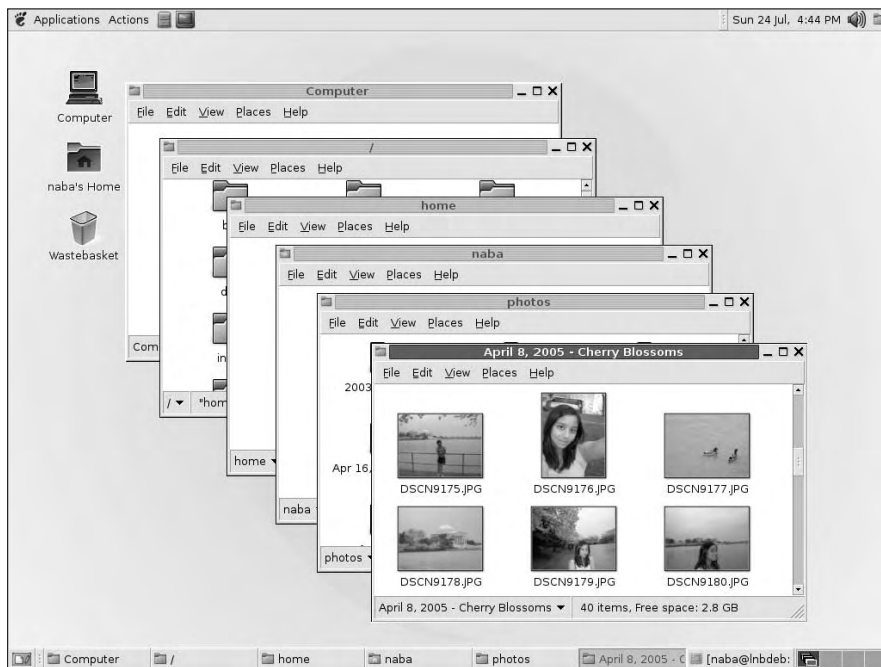 Applications Actions
Sun 24 Jul, 4:44 PM
Computer
naba's Home
Wastebasket
Computer
File Edit View Places Help
/
File Edit View Places Help
home
File Edit View Places Help
naba
File Edit View Places Help
photos
File Edit View Places Help
2003
Apr 16,
April 8, 2005 - Cherry Blossoms
File Edit View Places Help
DSCN9175.JPG DSCN9176.JPG DSCN9177.JPG
DSCN9178.JPG DSCN9179.JPG DSCN9180.JPG
April 8, 2005 - Cherry Blossoms 40 items, Free space: 2.8 GB
Com
/ "hom
home
naba
photos
Computer / home naba photos April 8, 2005 - C [naba@lnbdeb: